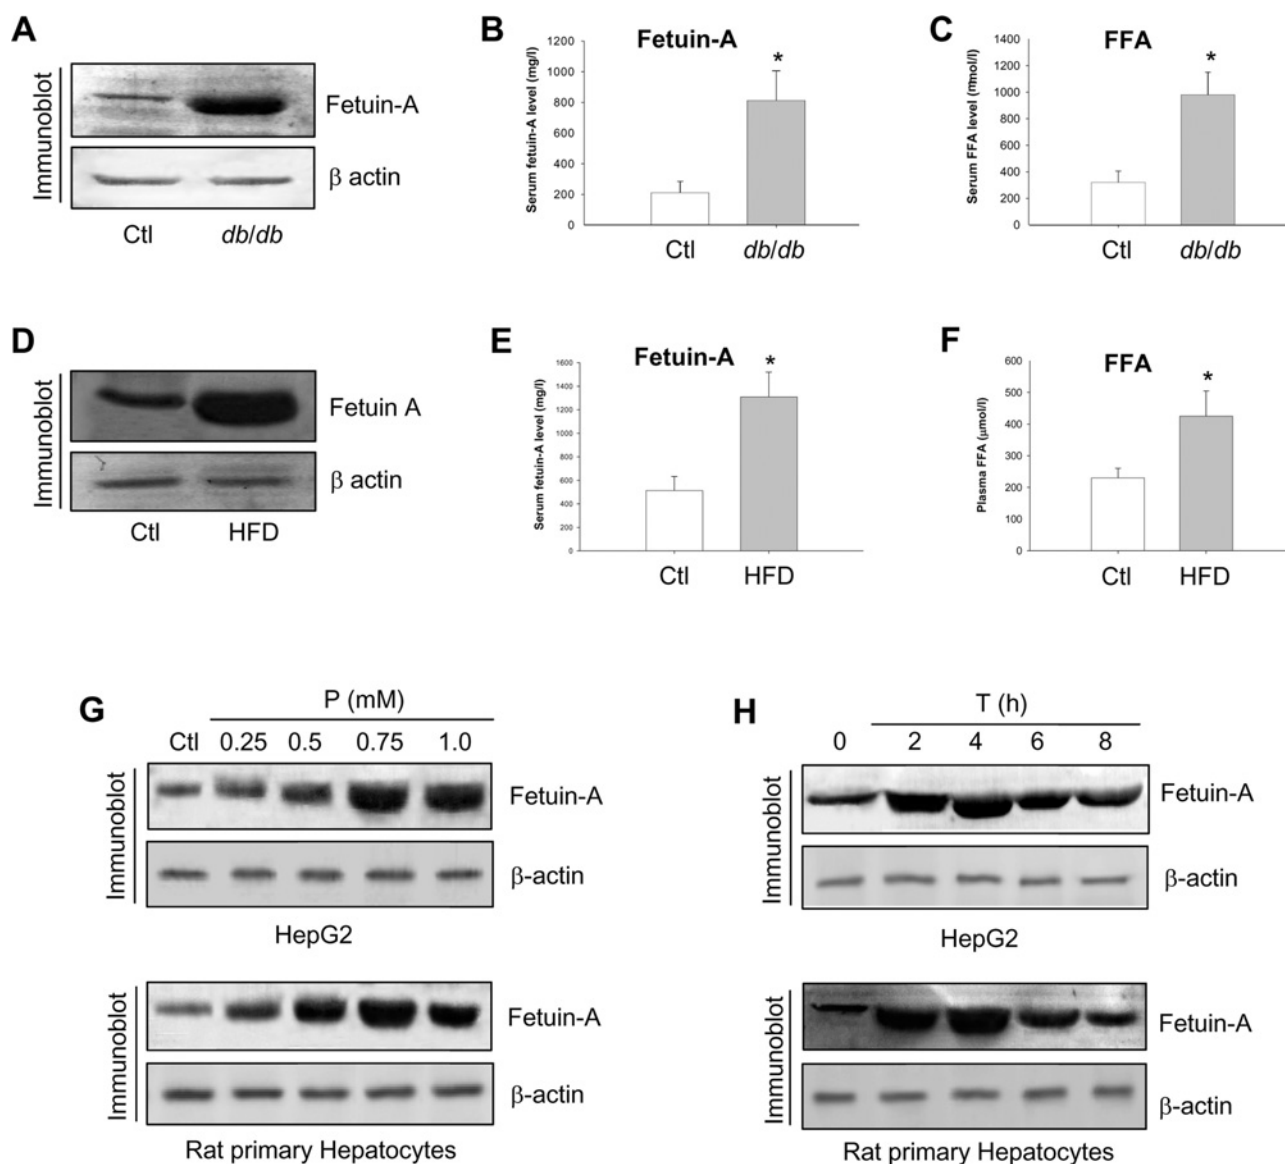 A
Immunoblot
Fetuin-A
β actin
Ctl db/db
B
Fetuin-A
Serum fetuin-A level (mg/l)
1200
1000
800
600
400
200
0
*
Ctl db/db
C
FFA
Serum FFA level (mmol/l)
1400
1200
1000
800
600
400
200
0
*
Ctl db/db
D
Immunoblot
Fetuin A
β actin
Ctl HFD
E
Fetuin-A
Serum fetuin-A level (mg/l)
1600
1400
1200
1000
800
600
400
200
0
*
Ctl HFD
F
FFA
Plasma FFA (μmol/l)
600
500
400
300
200
100
0
*
Ctl HFD
G
P (mM)
Ctl 0.25 0.5 0.75 1.0
Immunoblot
Fetuin-A
β-actin
HepG2
Immunoblot
Fetuin-A
β-actin
Rat primary Hepatocytes
H
T (h)
0 2 4 6 8
Immunoblot
Fetuin-A
β-actin
HepG2
Immunoblot
Fetuin-A
β-actin
Rat primary Hepatocytes